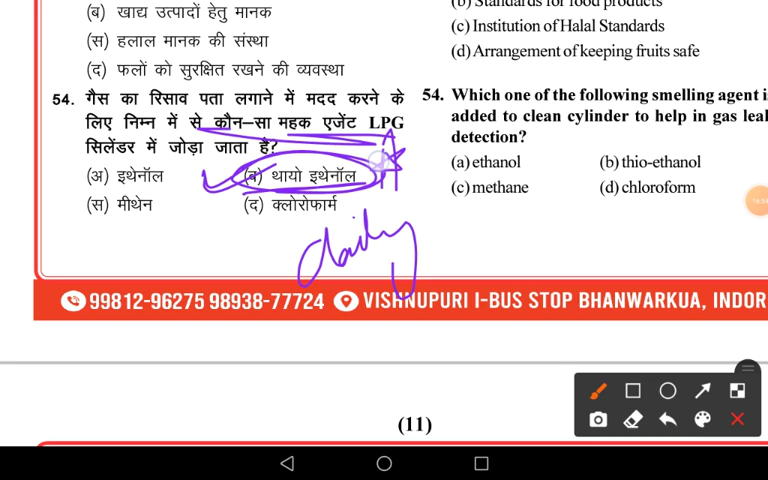 (ब) खाद्य उत्पादों हेतु मानक
(स) हलाल मानक की संस्था
(द) फलों को सुरक्षित रखने की व्यवस्था
54. गैस का रिसाव पता लगाने में मदद करने के
लिए निम्न में से कौन–सा महक एजेंट LPG
सिलेंडर में जोड़ा जाता है?
(अ) इथेनॉल (ब) थायो इथेनॉल
(स) मीथेन (द) क्लोरोफार्म
daily
(b) Standards for food products
(c) Institution of Halal Standards
(d) Arrangement of keeping fruits safe
54. Which one of the following smelling agent i
added to clean cylinder to help in gas leak
detection?
(a) ethanol (b) thio-ethanol
(c) methane (d) chloroform
99812-96275 98938-77724 VISHNUPURI I-BUS STOP BHANWARKUA, INDOR
(11)